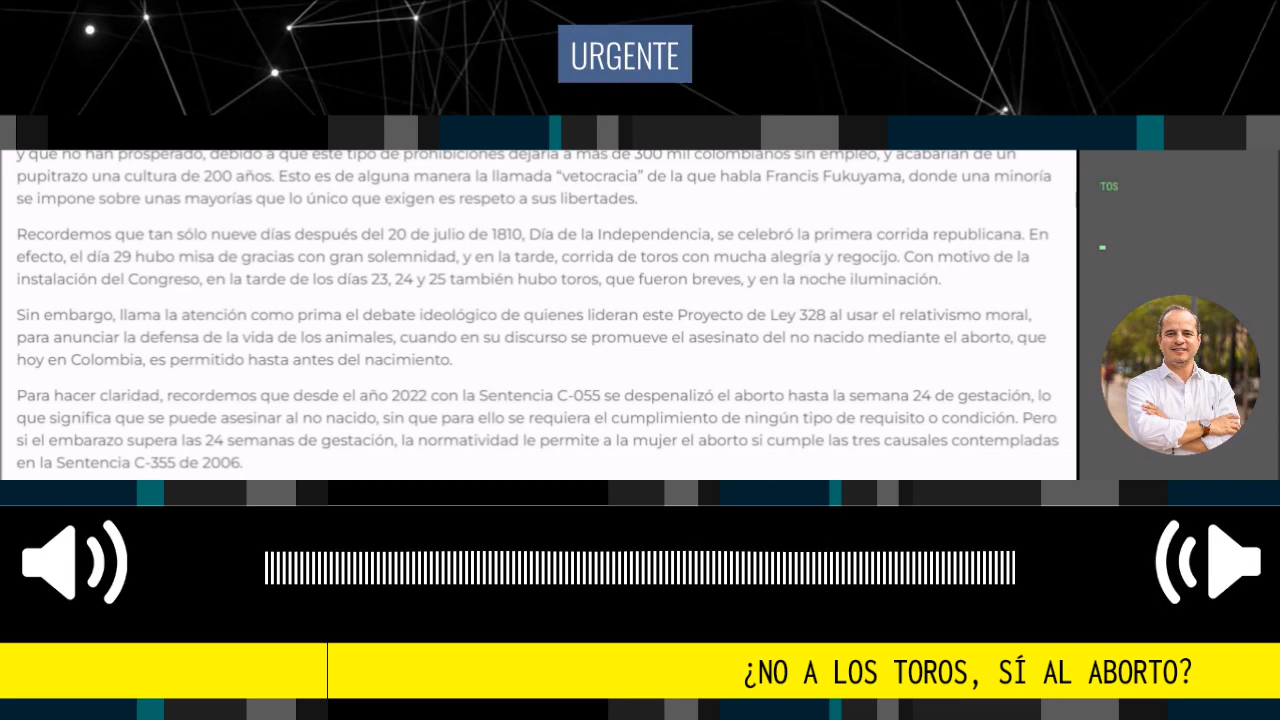 URGENTE
y que no han prosperado, debido a que este tipo de prohibiciones dejaría a más de 300 mil colombianos sin empleo, y acabarían de un
pupitrazo una cultura de 200 años. Esto es de alguna manera la llamada “vetocracia” de la que habla Francis Fukuyama, donde una minoría
se impone sobre unas mayorías que lo único que exigen es respeto a sus libertades.
Recordemos que tan sólo nueve días después del 20 de julio de 1810, Día de la Independencia, se celebró la primera corrida republicana. En
efecto, el día 29 hubo misa de gracias con gran solemnidad, y en la tarde, corrida de toros con mucha alegría y regocijo. Con motivo de la
instalación del Congreso, en la tarde de los días 23, 24 y 25 también hubo toros, que fueron breves, y en la noche iluminación.
Sin embargo, llama la atención como prima el debate ideológico de quienes lideran este Proyecto de Ley 328 al usar el relativismo moral,
para anunciar la defensa de la vida de los animales, cuando en su discurso se promueve el asesinato del no nacido mediante el aborto, que
hoy en Colombia, es permitido hasta antes del nacimiento.
Para hacer claridad, recordemos que desde el año 2022 con la Sentencia C-055 se despenalizó el aborto hasta la semana 24 de gestación, lo
que significa que se puede asesinar al no nacido, sin que para ello se requiera el cumplimiento de ningún tipo de requisito o condición. Pero
si el embarazo supera las 24 semanas de gestación, la normatividad le permite a la mujer el aborto si cumple las tres causales contempladas
en la Sentencia C-355 de 2006.
TOS
¿NO A LOS TOROS, SÍ AL ABORTO?